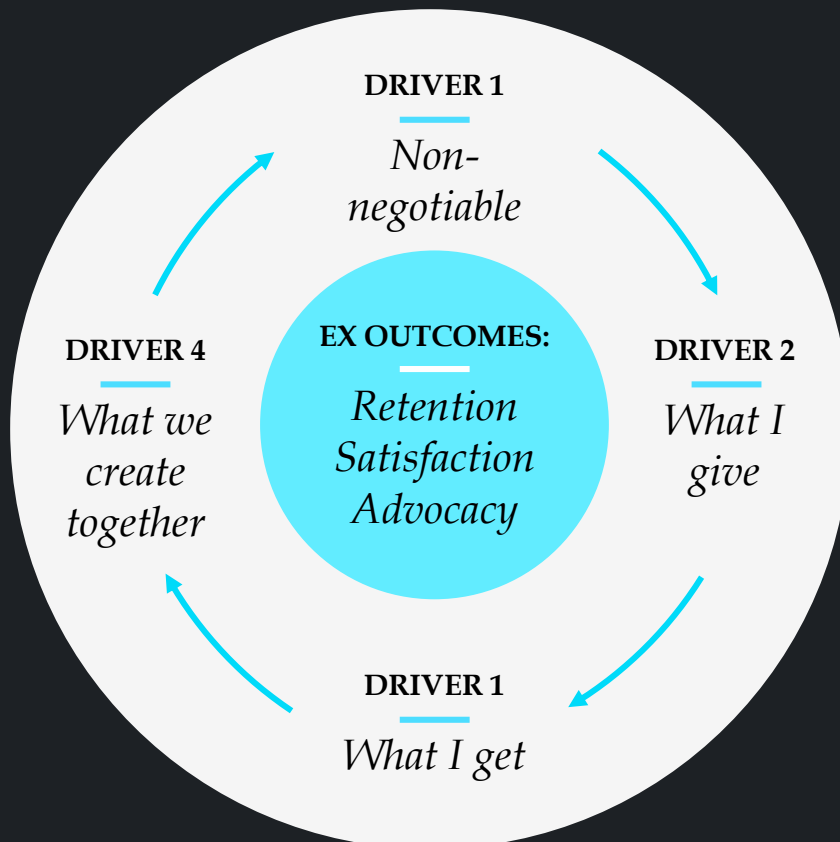 DRIVER 1
Non-
negotiable
DRIVER 2
What I
give
DRIVER 1
What I get
DRIVER 4
What we
create
together
EX OUTCOMES:
Retention
Satisfaction
Advocacy